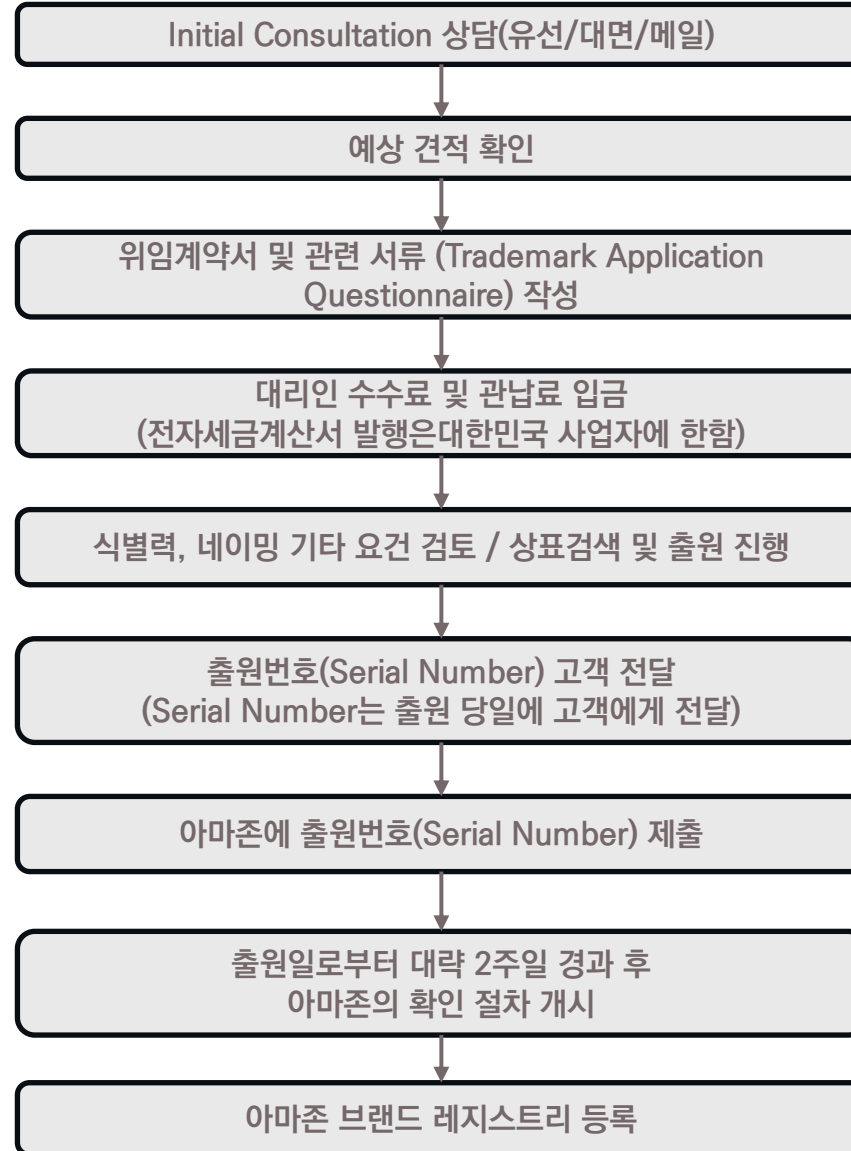 Initial Consultation 상담(유선/대면/메일)
예상 견적 확인
위임계약서 및 관련 서류 (Trademark Application
Questionnaire) 작성
대리인 수수료 및 관납료 입금
(전자세금계산서 발행은대한민국 사업자에 한함)
식별력, 네이밍 기타 요건 검토 / 상표검색 및 출원 진행
출원번호(Serial Number) 고객 전달
(Serial Number는 출원 당일에 고객에게 전달)
아마존에 출원번호(Serial Number) 제출
출원일로부터 대략 2주일 경과 후
아마존의 확인 절차 개시
아마존 브랜드 레지스트리 등록